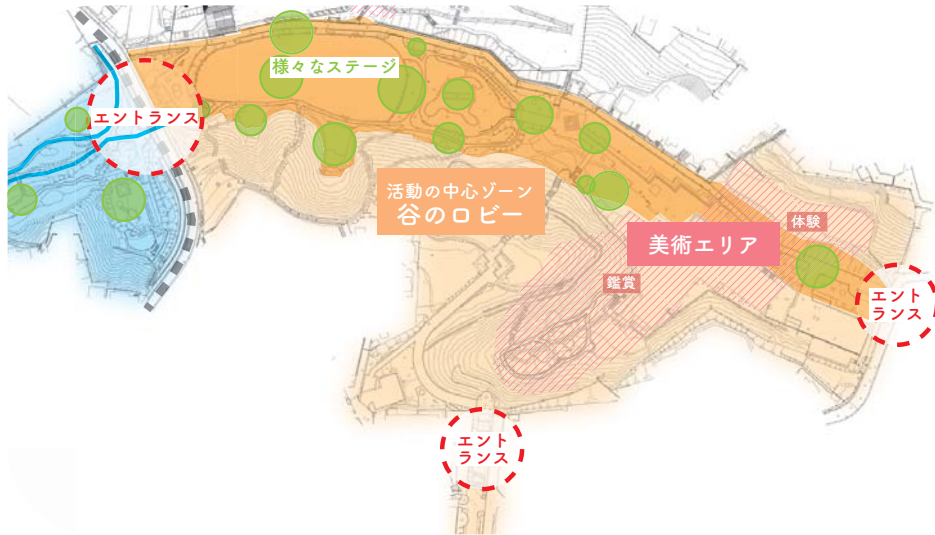 様々なステージ
エントランス
活動の中心ゾーン
谷のロビー
体験
美術エリア
鑑賞
エント
ランス
エント
ランス